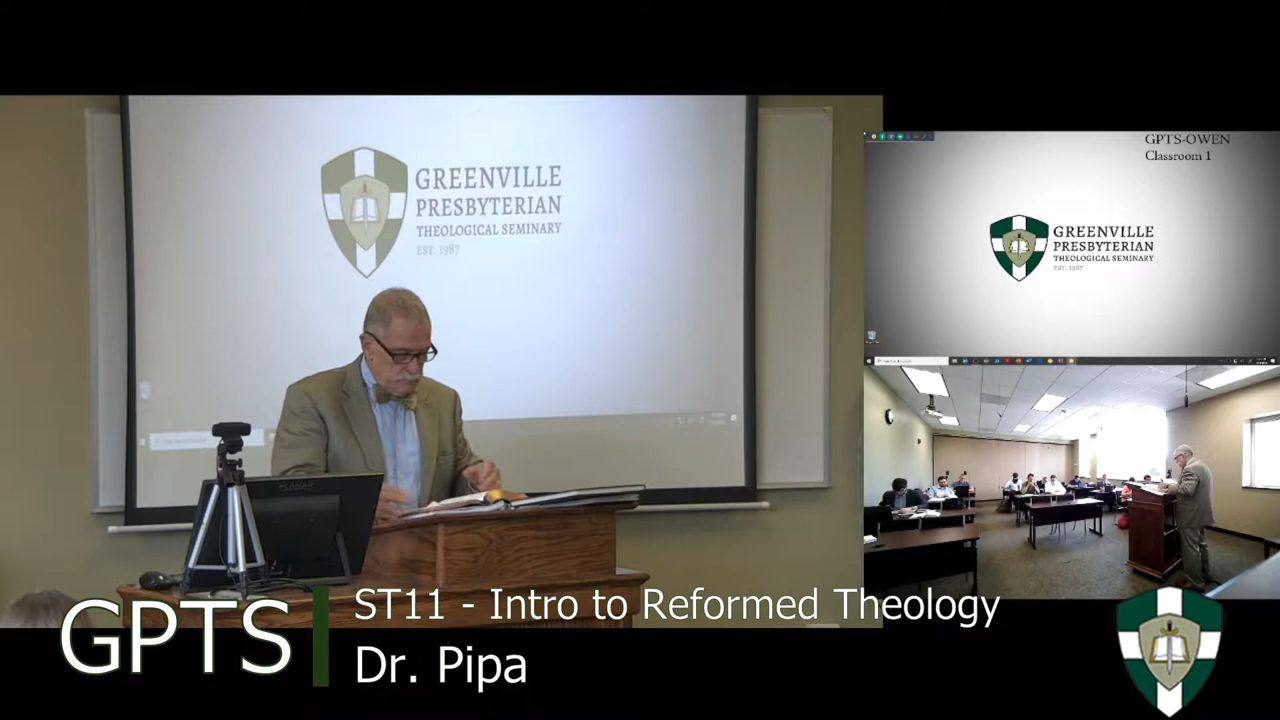 GREENVILLE
PRESBYTERIAN
THEOLOGICAL SEMINARY
EST. 1987
GPTS-OWEN
Classroom 1
GREENVILLE
PRESBYTERIAN
THEOLOGICAL SEMINARY
EST. 1987
PLANAR
GPTS
ST11 - Intro to Reformed Theology
Dr. Pipa